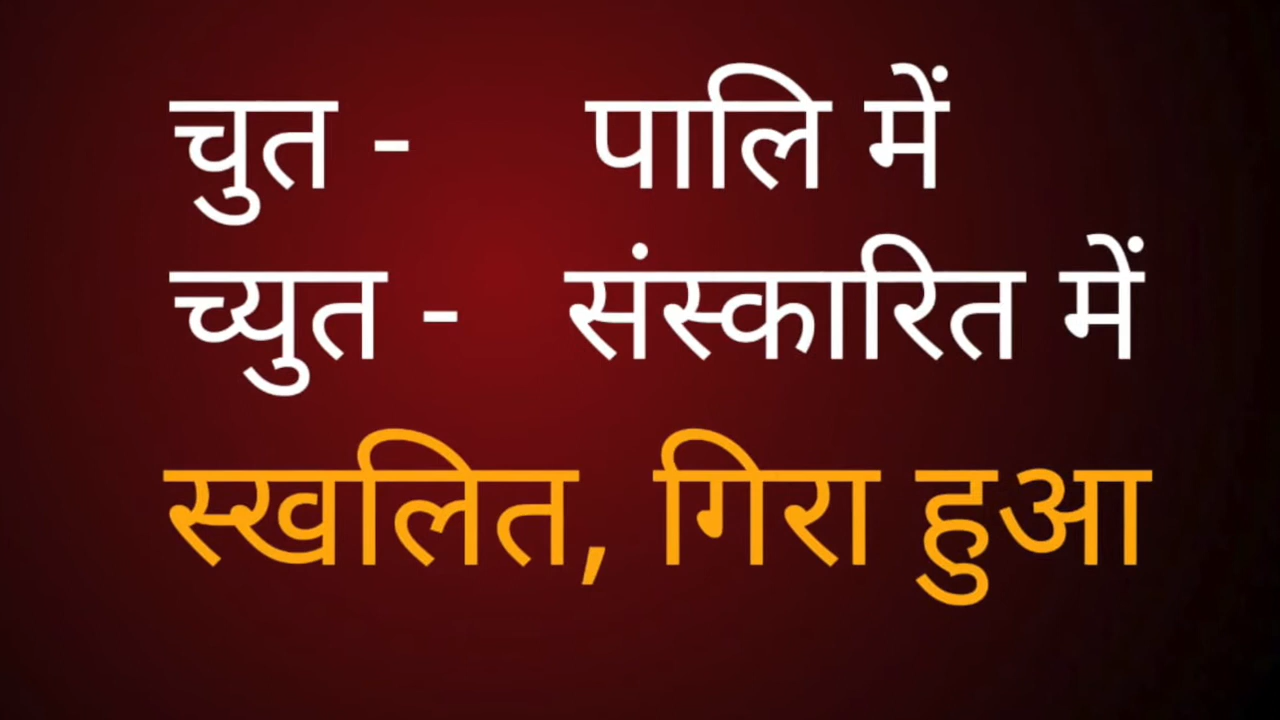 चुत - पालि में
च्युत - संस्कारित में
स्खलित, गिरा हुआ